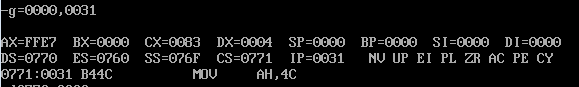 -g=0000,0031
AX=FFE7 BX=0000 CX=0083 DX=0004 SP=0000 BP=0000 SI=0000 DI=0000
DS=0770 ES=0760 SS=076F CS=0771 IP=0031 NV UP EI PL ZR AC PE CY
0771:0031 B44C MOV AH,4C